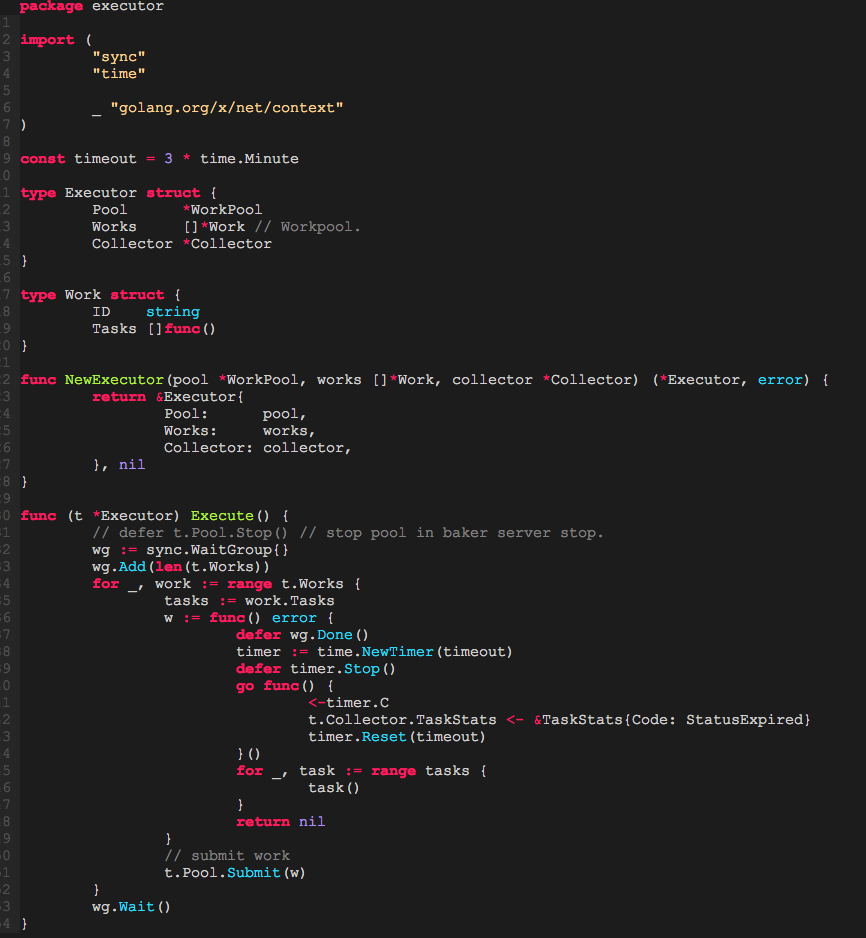 package executor
1
2 import (
3         "sync"
4         "time"
5
6         _ "golang.org/x/net/context"
7 )
8
9 const timeout = 3 * time.Minute
0
1 type Executor struct {
2         Pool      *WorkPool
3         Works     []*Work // Workpool.
4         Collector *Collector
5 }
6
7 type Work struct {
8         ID    string
9         Tasks []func()
0 }
1
2 func NewExecutor(pool *WorkPool, works []*Work, collector *Collector) (*Executor, error) {
3         return &Executor{
4                 Pool:      pool,
5                 Works:     works,
6                 Collector: collector,
7         }, nil
8 }
9
0 func (t *Executor) Execute() {
1         // defer t.Pool.Stop() // stop pool in baker server stop.
2         wg := sync.WaitGroup{}
3         wg.Add(len(t.Works))
4         for _, work := range t.Works {
5                 tasks := work.Tasks
6                 w := func() error {
7                         defer wg.Done()
8                         timer := time.NewTimer(timeout)
9                         defer timer.Stop()
0                         go func() {
1                                 <-timer.C
2                                 t.Collector.TaskStats <- &TaskStats{Code: StatusExpired}
3                                 timer.Reset(timeout)
4                         }()
5                         for _, task := range tasks {
6                                 task()
7                         }
8                         return nil
9                 }
0                 // submit work
1                 t.Pool.Submit(w)
2         }
3         wg.Wait()
4 }